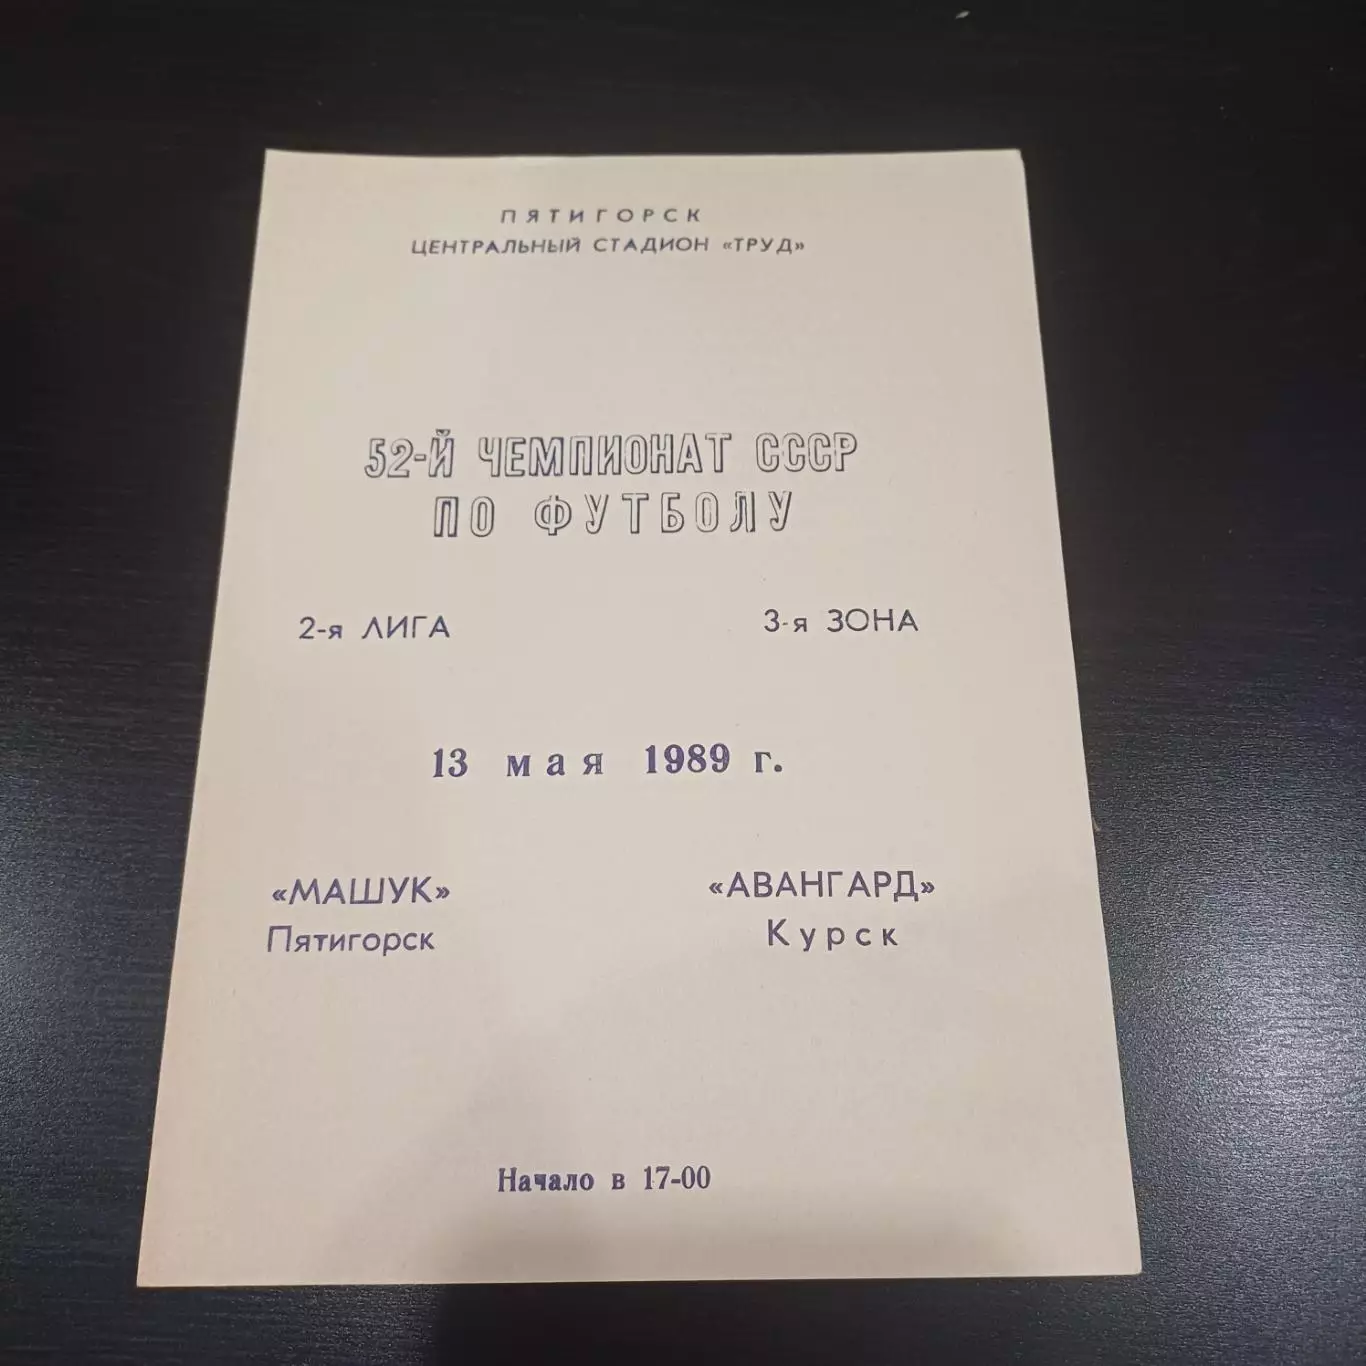 ПЯТИГОРСК
ЦЕНТРАЛЬНЫЙ СТАДИОН «ТРУД»
52-Й ЧЕМПИОНАТ СССР
ПО ФУТБОЛУ
2-я ЛИГА 3-я ЗОНА
13 мая 1989 г.
«МАШУК» «АВАНГАРД»
Пятигорск Курск
Начало в 17-00